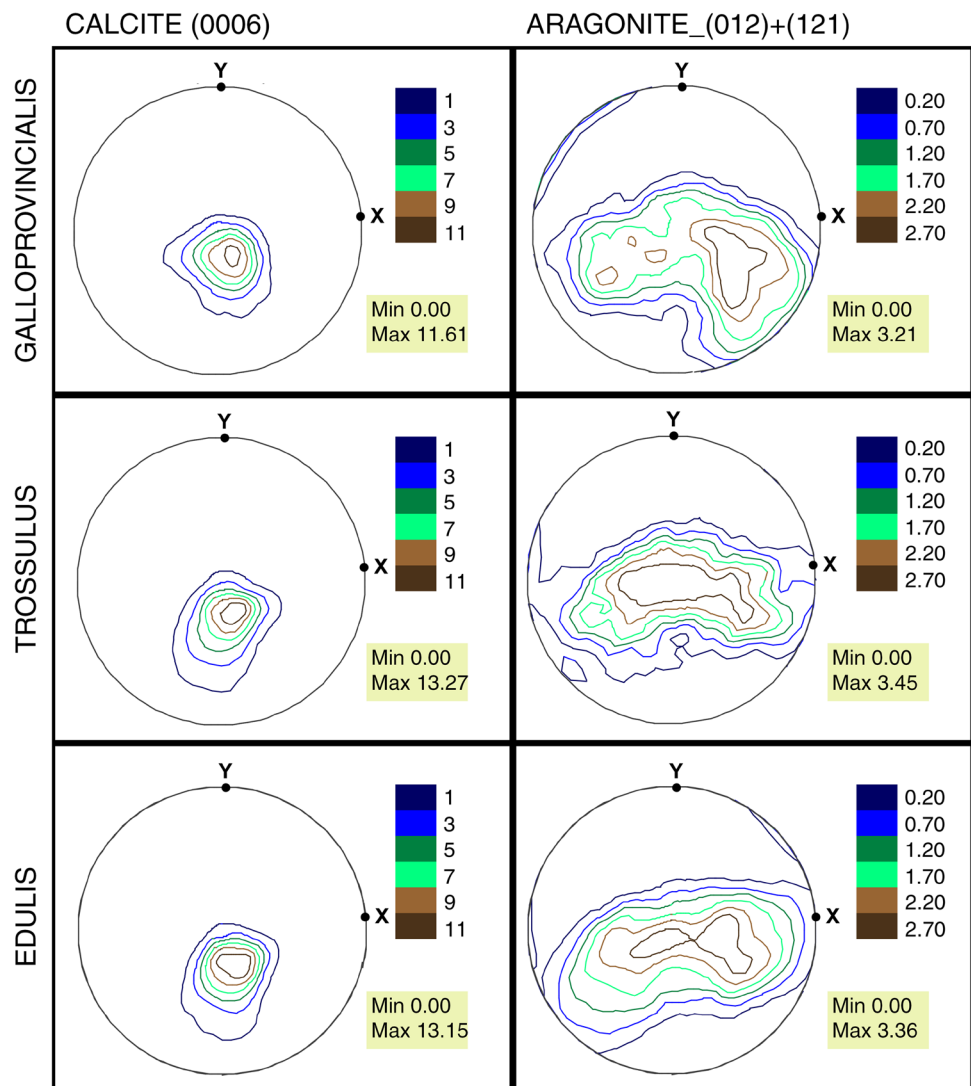 CALCITE (0006)
ARAGONITE_(012)+(121)
GALLOPROVINCIALIS
Y
X
1
3
5
7
9
11
Min 0.00
Max 11.61
Y
X
0.20
0.70
1.20
1.70
2.20
2.70
Min 0.00
Max 3.21
TROSSULUS
Y
X
1
3
5
7
9
11
Min 0.00
Max 13.27
Y
X
0.20
0.70
1.20
1.70
2.20
2.70
Min 0.00
Max 3.45
EDULIS
Y
X
1
3
5
7
9
11
Min 0.00
Max 13.15
Y
X
0.20
0.70
1.20
1.70
2.20
2.70
Min 0.00
Max 3.36